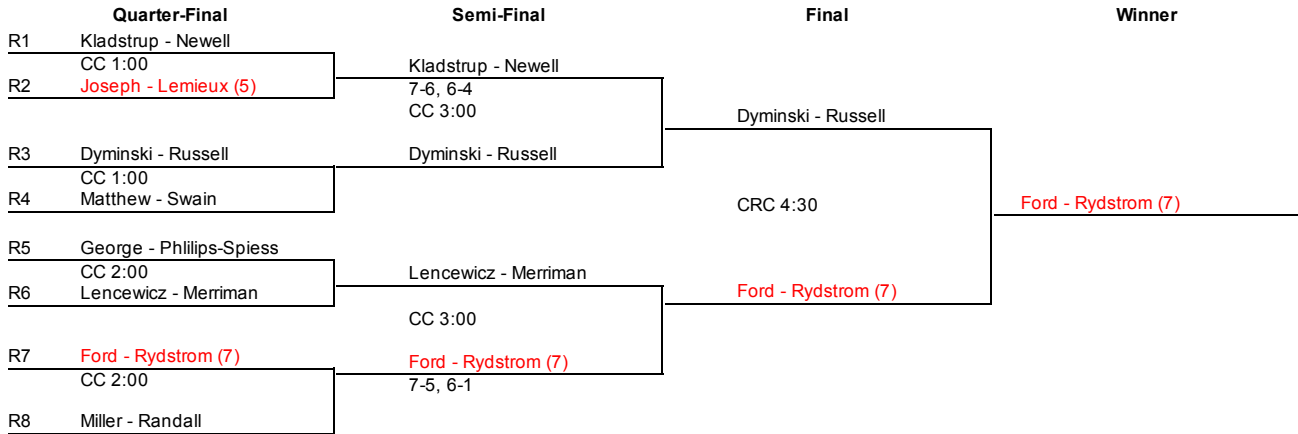 Quarter-Final Semi-Final Final Winner
R1 Kladstrup - Newell
CC 1:00 Kladstrup - Newell
R2 Joseph - Lemieux (5) 7-6, 6-4
CC 3:00
Dyminski - Russell
R3 Dyminski - Russell Dyminski - Russell
CC 1:00
R4 Matthew - Swain CRC 4:30 Ford - Rydstrom (7)
R5 George - Phlilips-Spiess
CC 2:00 Lencewicz - Merriman
R6 Lencewicz - Merriman Ford - Rydstrom (7)
CC 3:00
R7 Ford - Rydstrom (7) Ford - Rydstrom (7)
CC 2:00 7-5, 6-1
R8 Miller - Randall